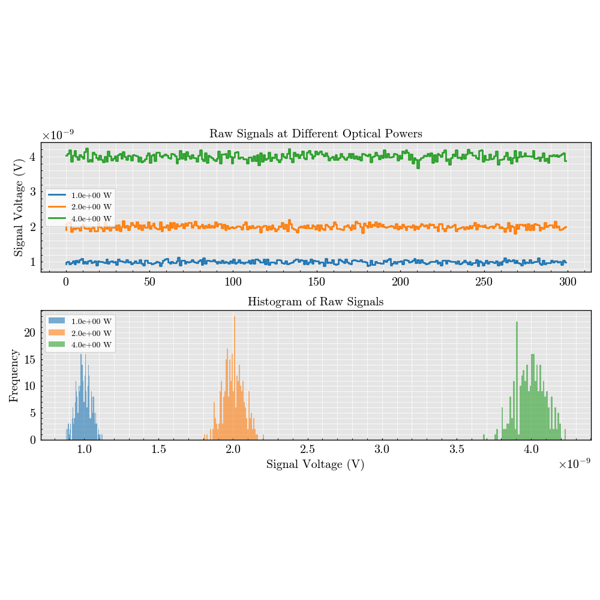 Raw Signals at Different Optical Powers
×10⁻⁹
Signal Voltage (V)
4
3
2
1
1.0e+00 W
2.0e+00 W
4.0e+00 W
0 50 100 150 200 250 300
Histogram of Raw Signals
Frequency
20
15
10
5
0
1.0e+00 W
2.0e+00 W
4.0e+00 W
1.0 1.5 2.0 2.5 3.0 3.5 4.0
Signal Voltage (V)
×10⁻⁹